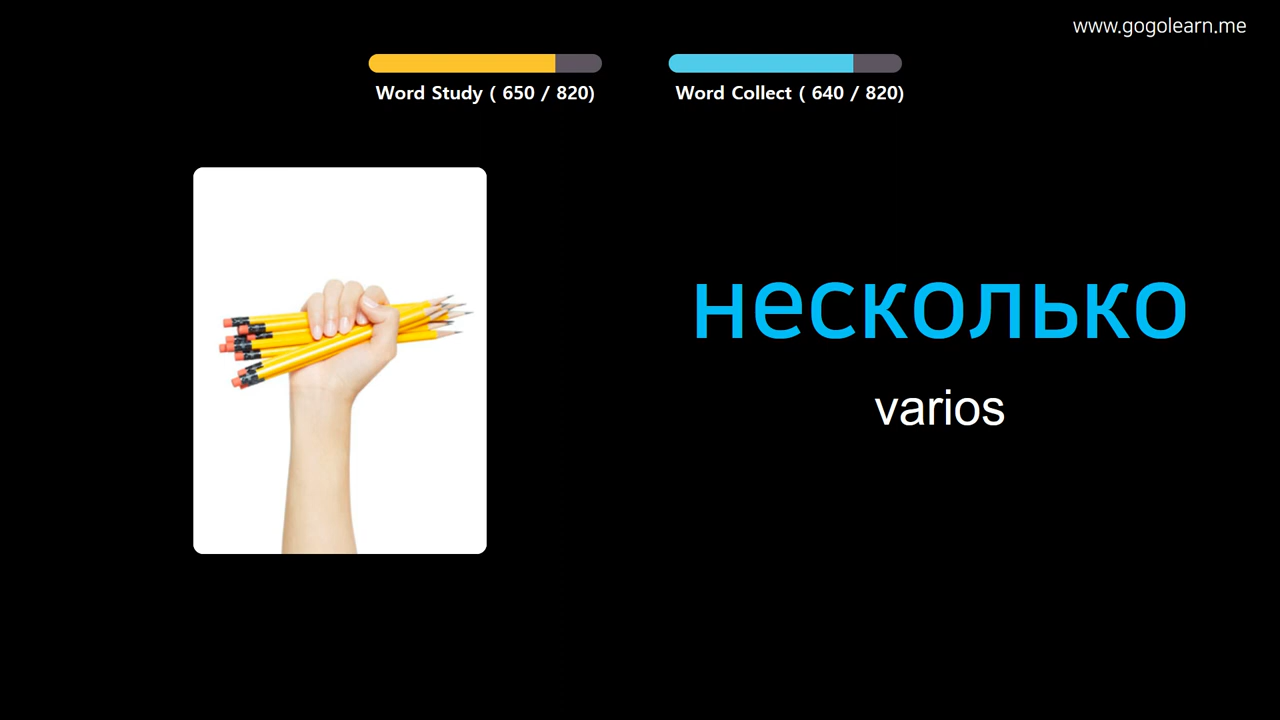 www.gogolearn.me
Word Study ( 650 / 820)
Word Collect ( 640 / 820)
несколько
varios